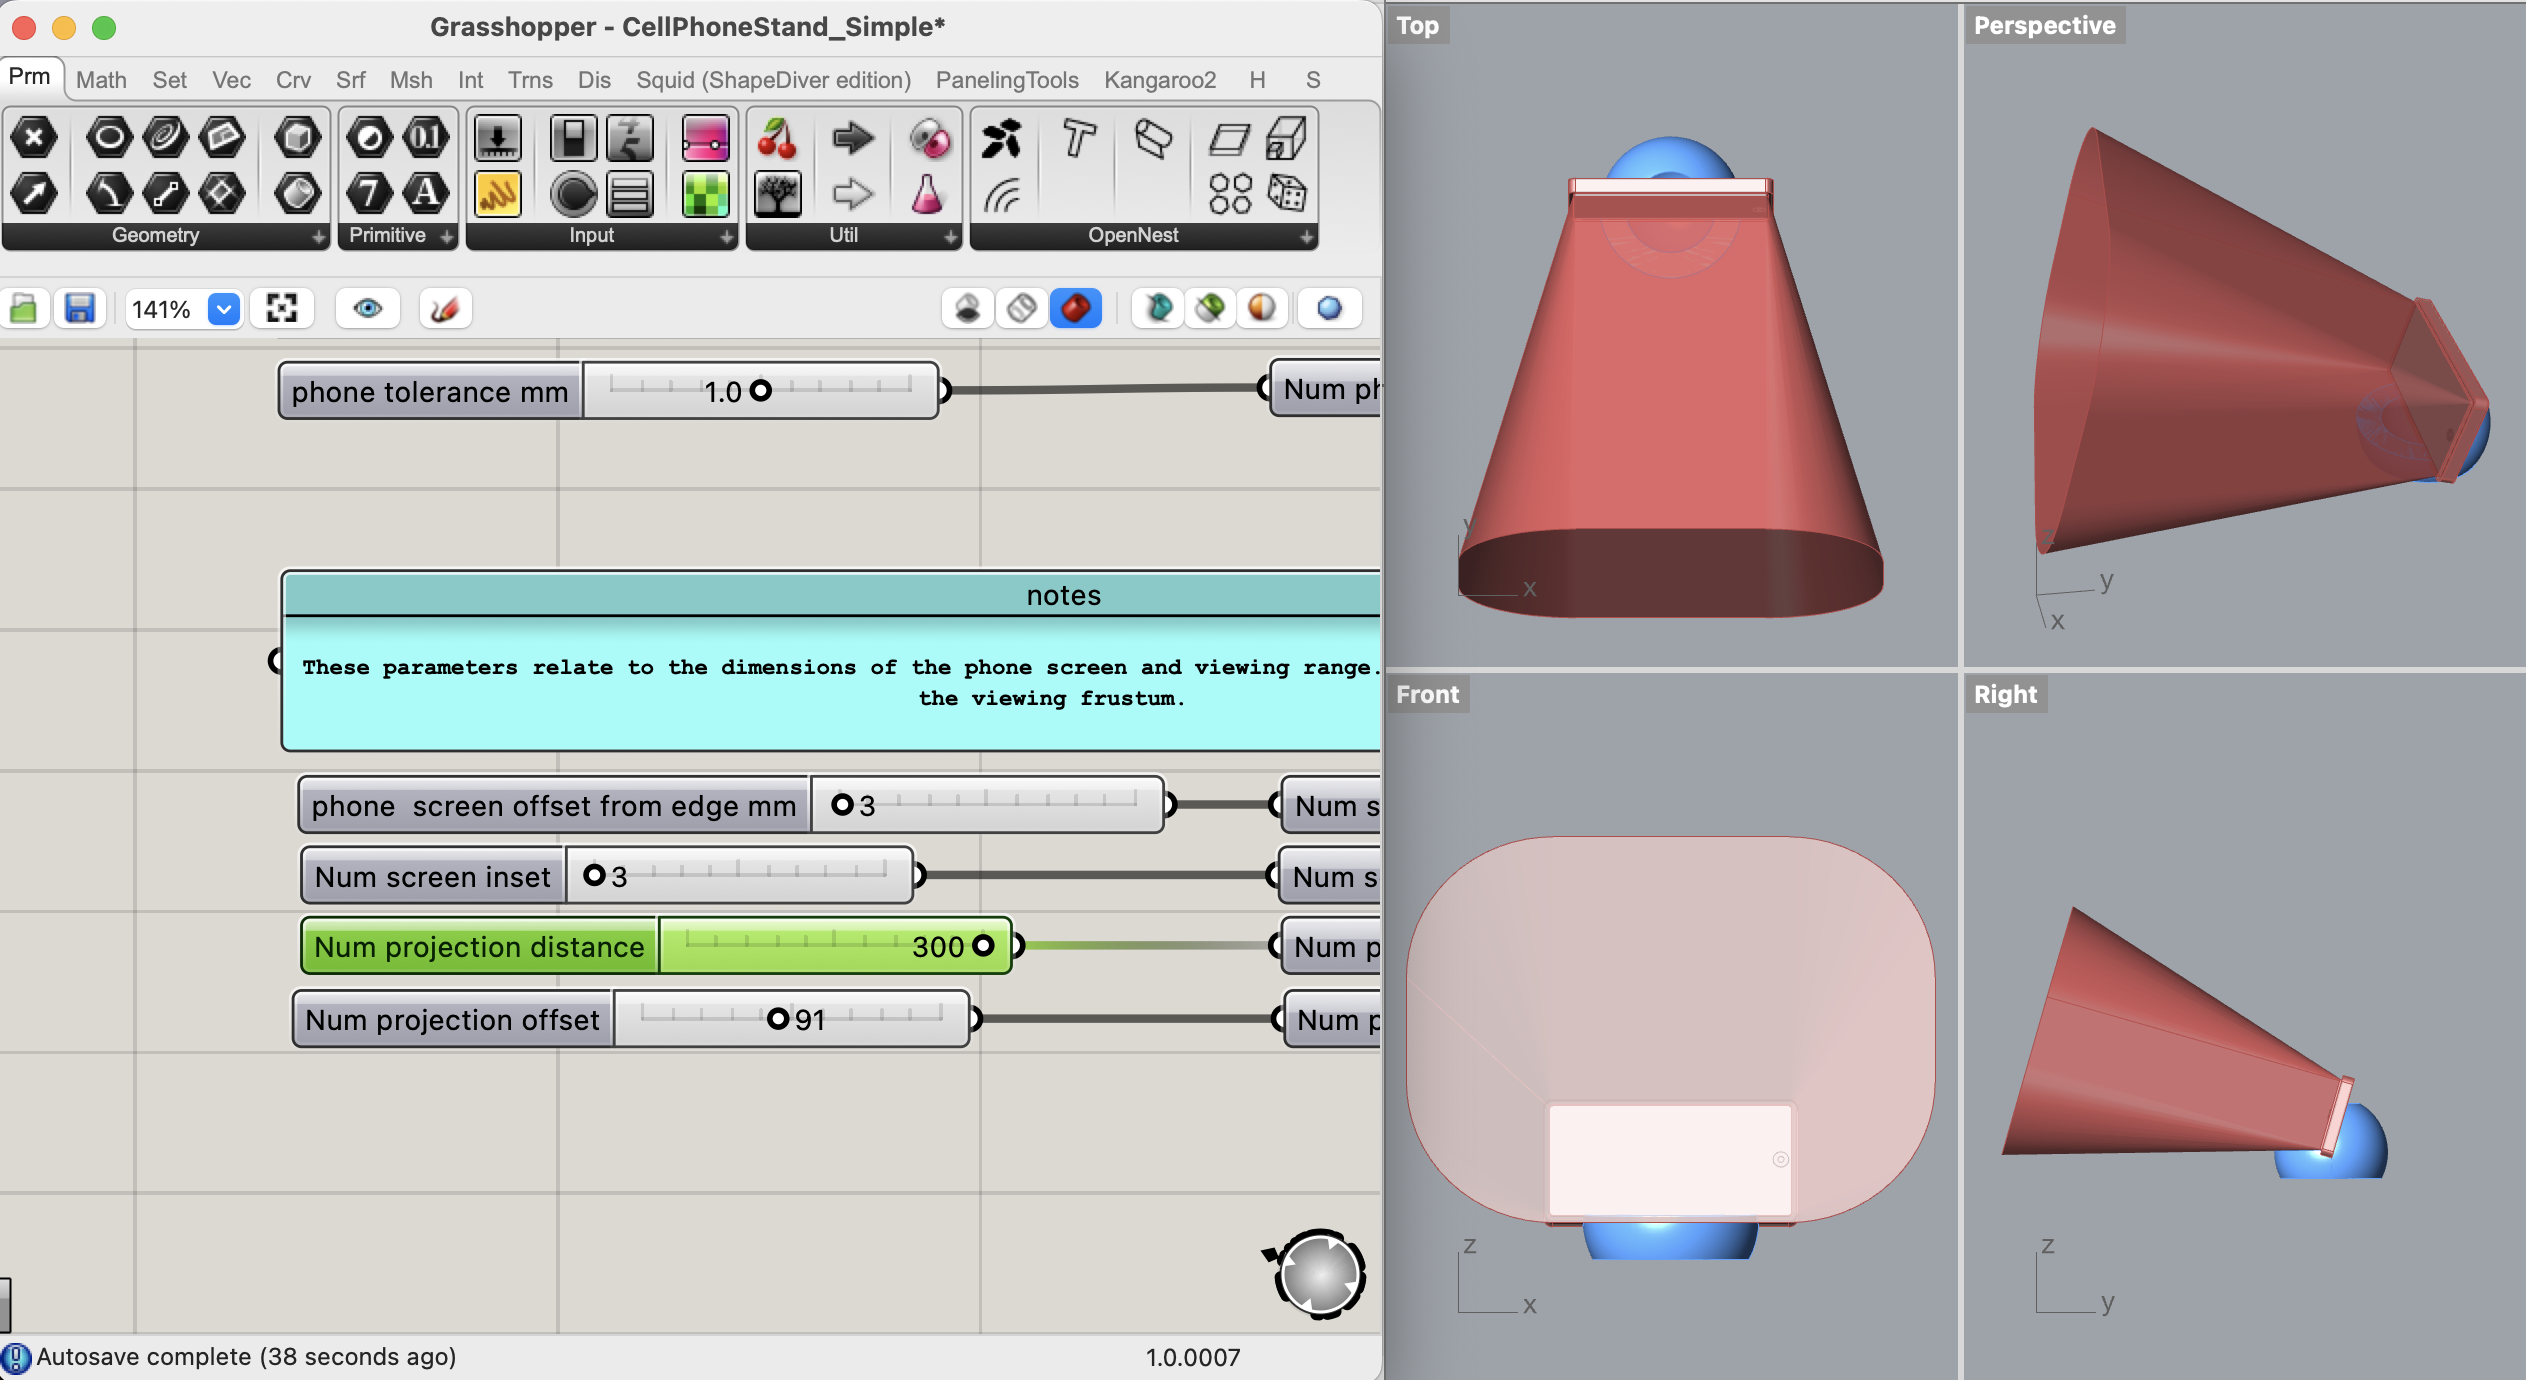 Grasshopper - CellPhoneStand_Simple*
Prm Math Set Vec Crv Srf Msh Int Trns Dis Squid (ShapeDiver edition) PanelingTools Kangaroo2 H S
0.1
7 A
Geometry Primitive Input Util OpenNest
141%
phone tolerance mm 1.0 Num ph
notes
These parameters relate to the dimensions of the phone screen and viewing range.
the viewing frustum.
phone  screen offset from edge mm 3 Num s
Num screen inset 3 Num s
Num projection distance 300 Num p
Num projection offset 91 Num p
Autosave complete (38 seconds ago) 1.0.0007
Top
y
x
Perspective
z
y
x
Front
z
x
Right
z
y